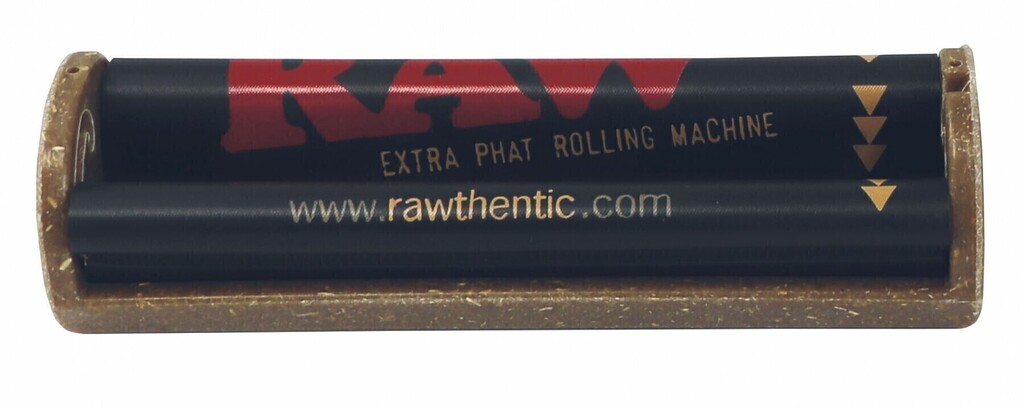 RAW
EXTRA PHAT ROLLING MACHINE
www.rawthentic.com